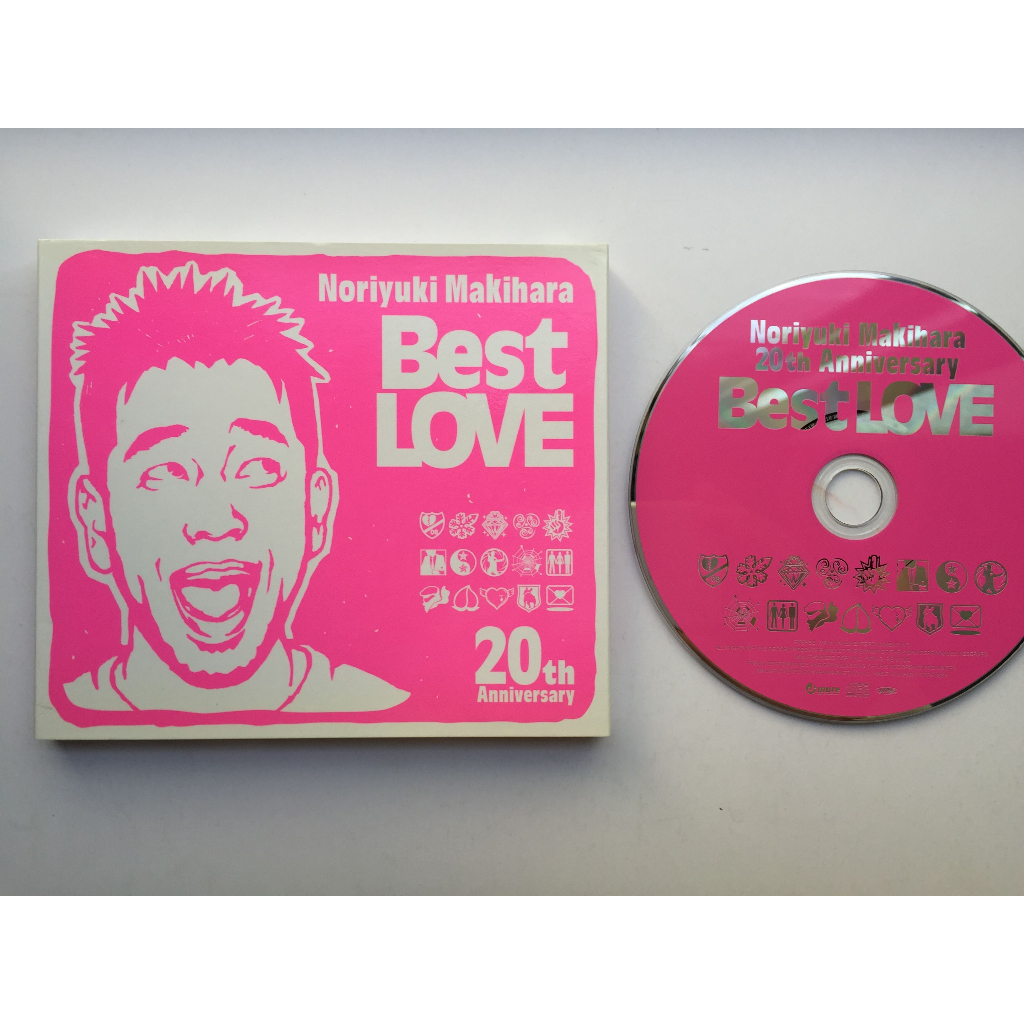 Noriyuki Makihara
Best
LOVE
20th
Anniversary
Noriyuki Makihara
20th Anniversary
Best LOVE